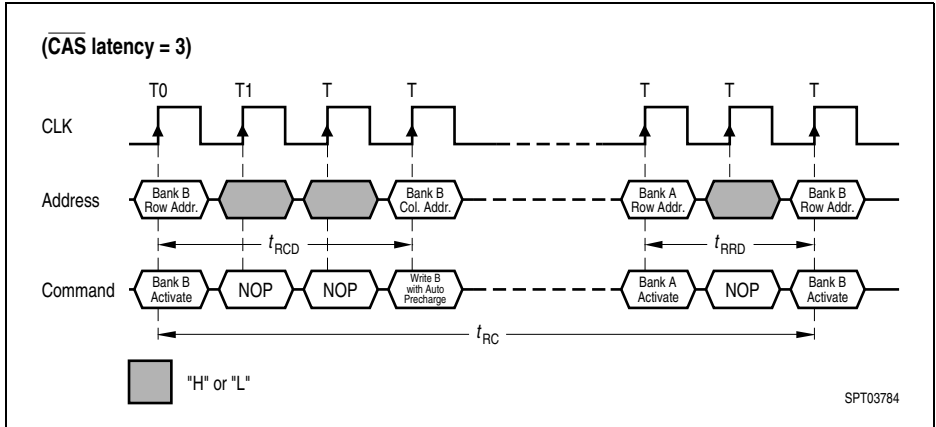 (CAS latency = 3)
T0 T1 T T T T T
CLK
Address
Bank B
Row Addr.
Bank B
Col. Addr.
Bank A
Row Addr.
Bank B
Row Addr.
tRCD
tRRD
Command
Bank B
Activate
NOP
NOP
Write B
with Auto
Precharge
Bank A
Activate
NOP
Bank B
Activate
tRC
"H" or "L"
SPT03784